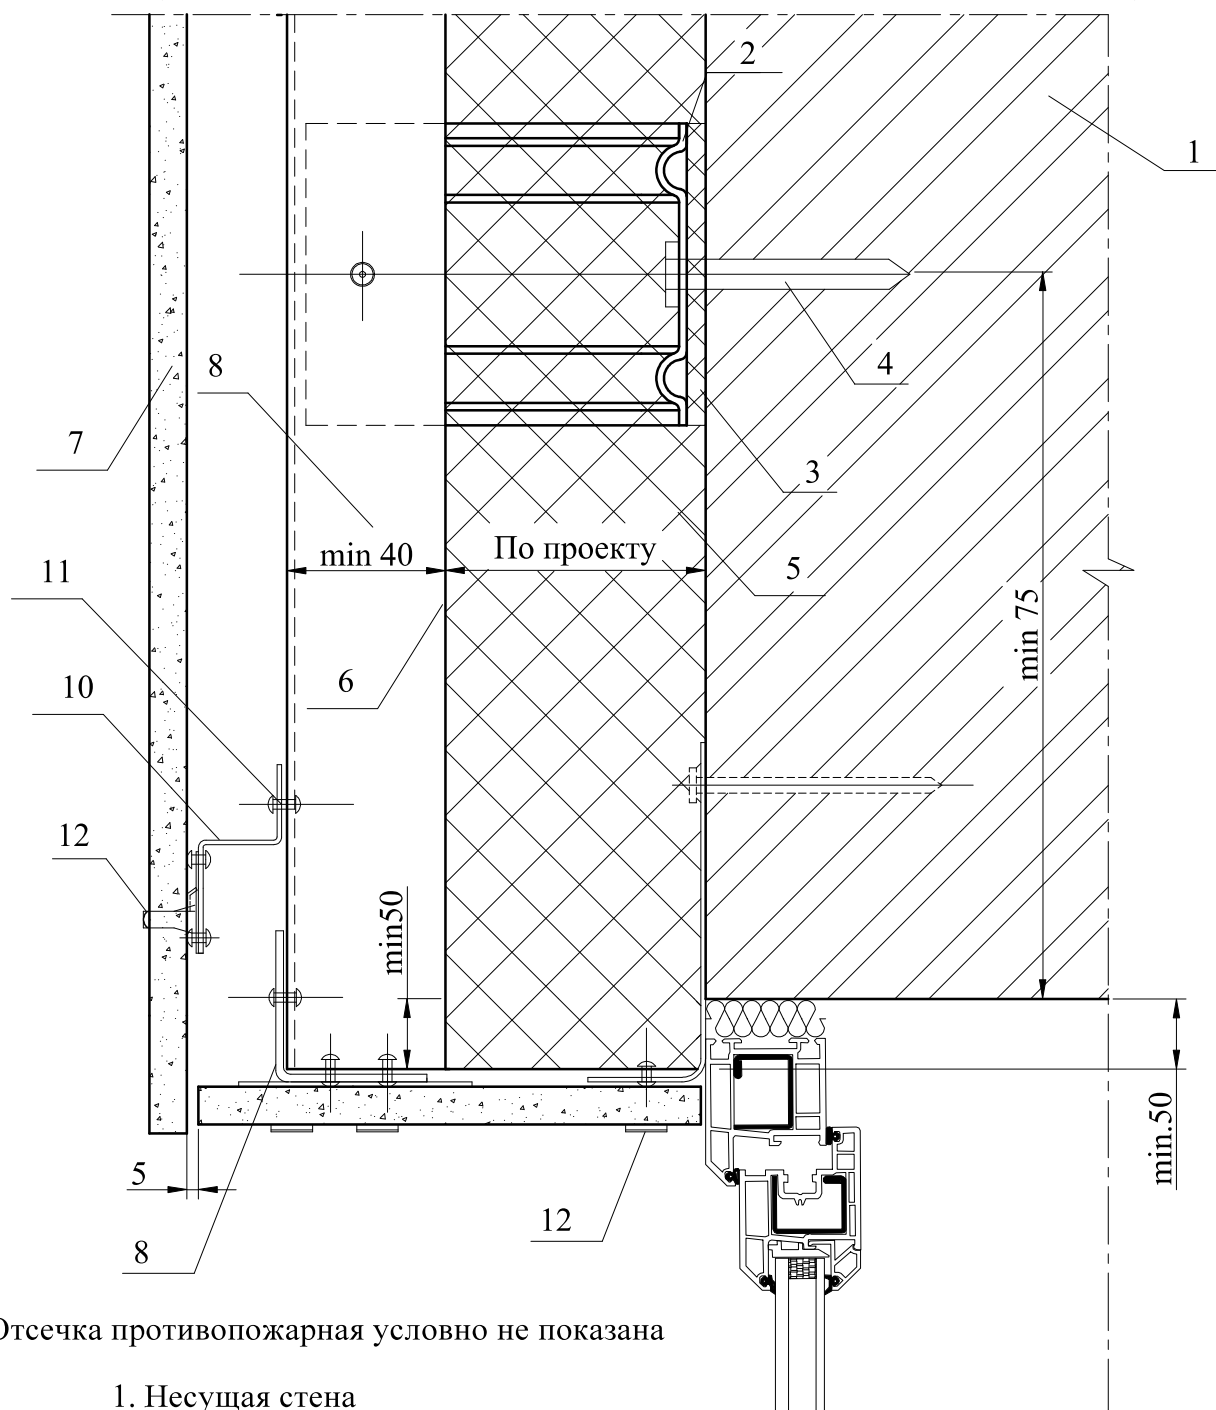 2
1
8
4
7
3
min 40
По проекту
5
11
min 75
6
10
12
min50
min.50
5
12
8
Отсечка противопожарная условно не показана
1. Несущая стена